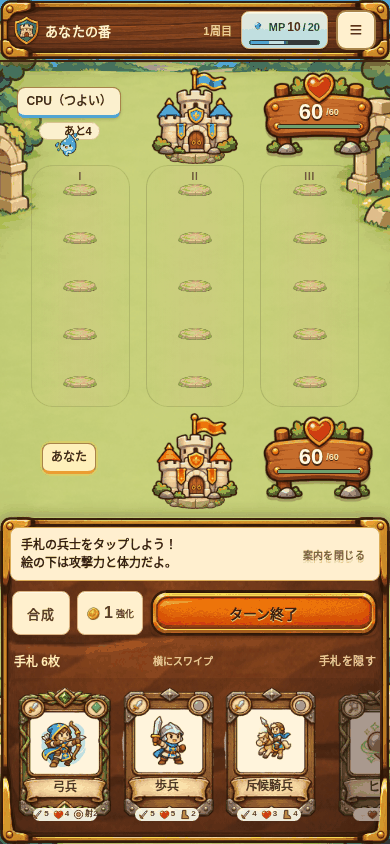 あなたの番
1周目
MP 10 / 20
≡
CPU（つよい）
あと4
60 /60
I II III
あなた
60 /60
手札の兵士をタップしよう！
絵の下は攻撃力と体力だよ。
案内を閉じる
合成
1 強化
ターン終了
手札 6枚
横にスワイプ
手札を隠す
弓兵
歩兵
斥候騎兵
ヒ
5 4 射
5 5 2
4 3 4